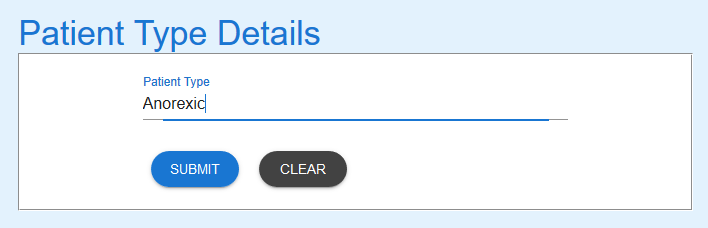 Patient Type Details
Patient Type
Anorexic
SUBMIT
CLEAR